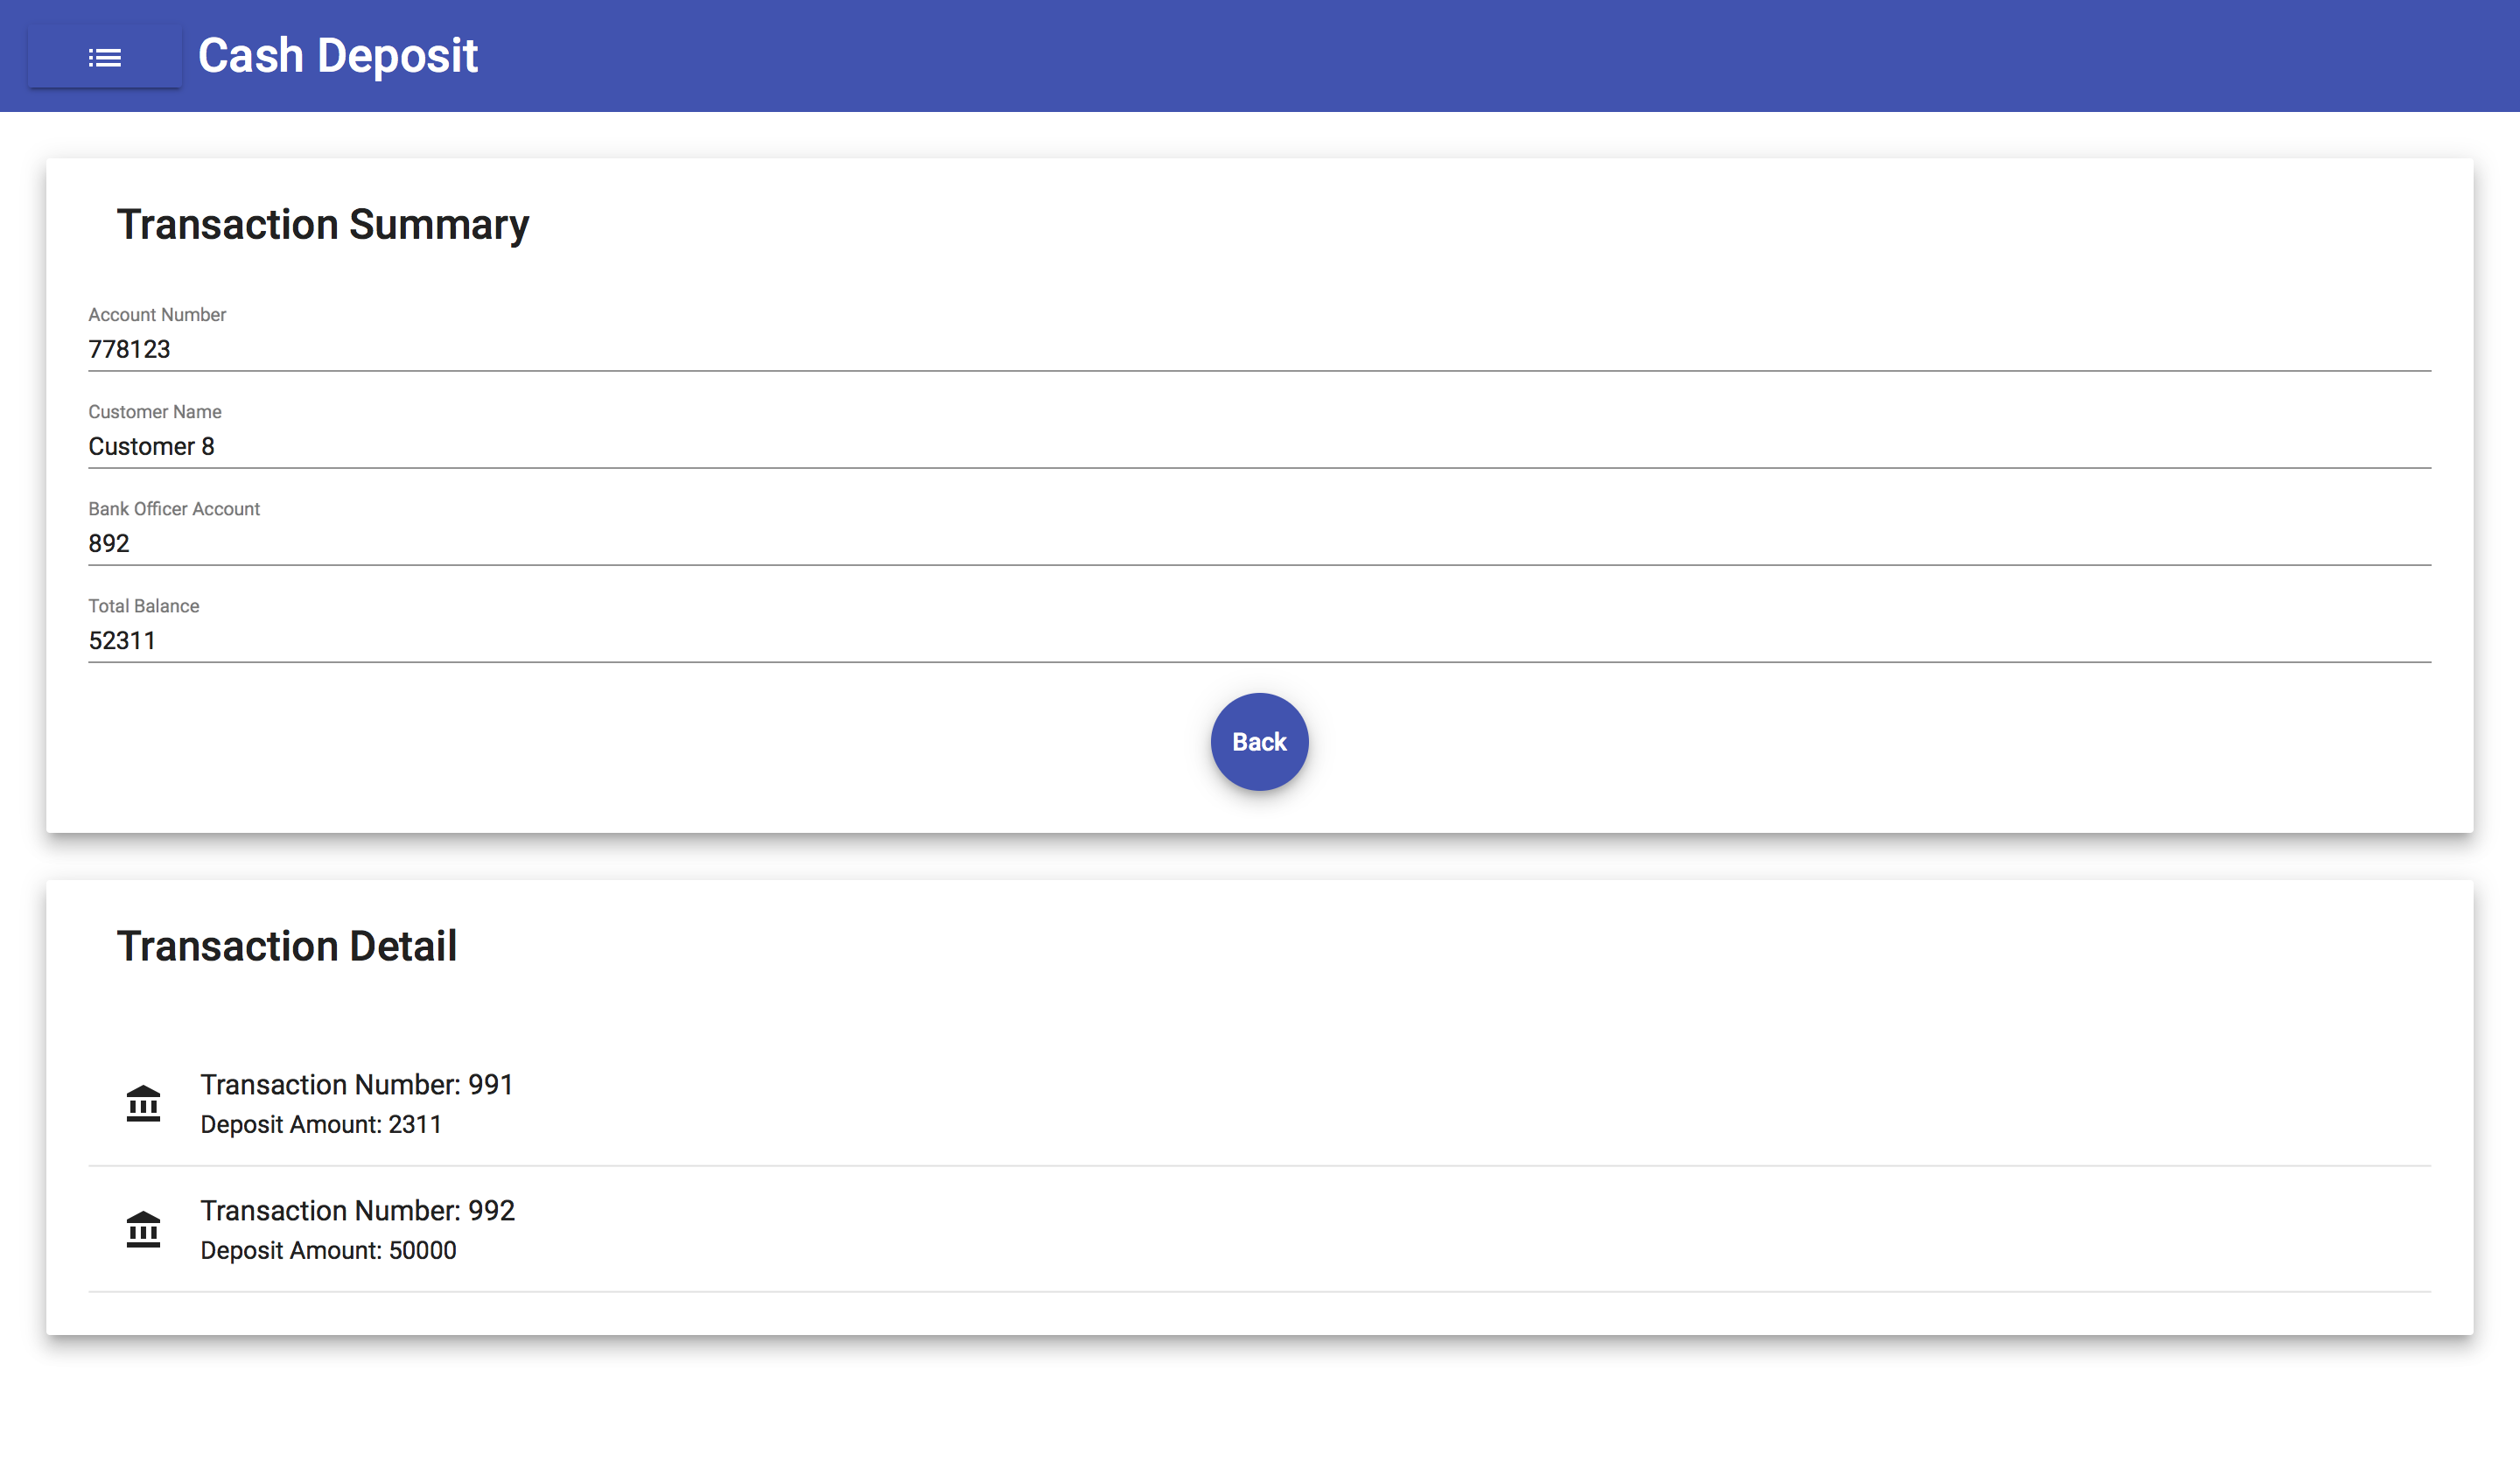 Cash Deposit
Transaction Summary
Account Number
778123
Customer Name
Customer 8
Bank Officer Account
892
Total Balance
52311
Back
Transaction Detail
Transaction Number: 991
Deposit Amount: 2311
Transaction Number: 992
Deposit Amount: 50000